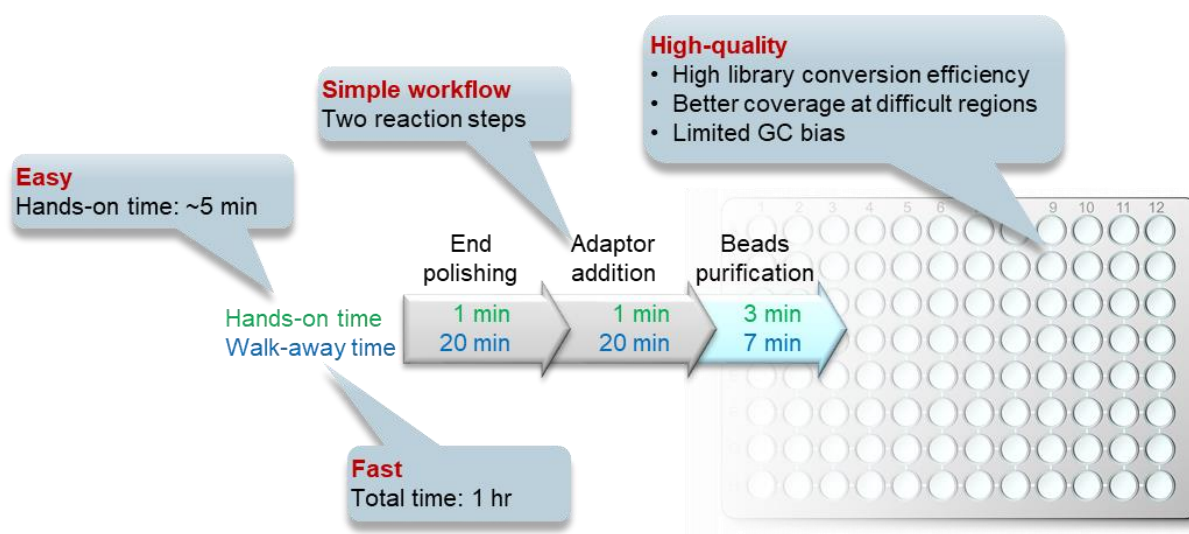 High-quality
• High library conversion efficiency
• Better coverage at difficult regions
• Limited GC bias
Simple workflow
Two reaction steps
Easy
Hands-on time: ~5 min
End
polishing
Adaptor
addition
Beads
purification
Hands-on time
Walk-away time
1 min
20 min
1 min
20 min
3 min
7 min
Fast
Total time: 1 hr
1 2 3 4 5 6 9 10 11 12